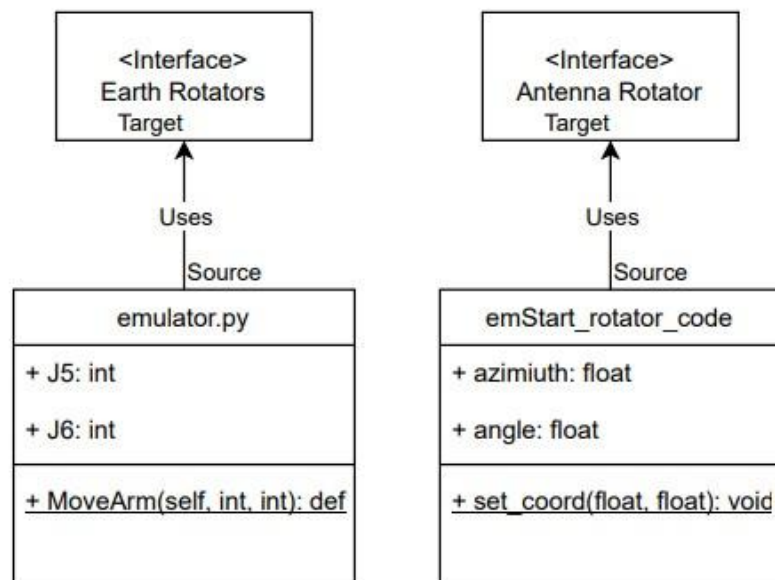 <Interface>
Earth Rotators
Target
Uses
Source
emulator.py
+ J5: int
+ J6: int
+ MoveArm(self, int, int): def
<Interface>
Antenna Rotator
Target
Uses
Source
emStart_rotator_code
+ azimiuth: float
+ angle: float
+ set_coord(float, float): void